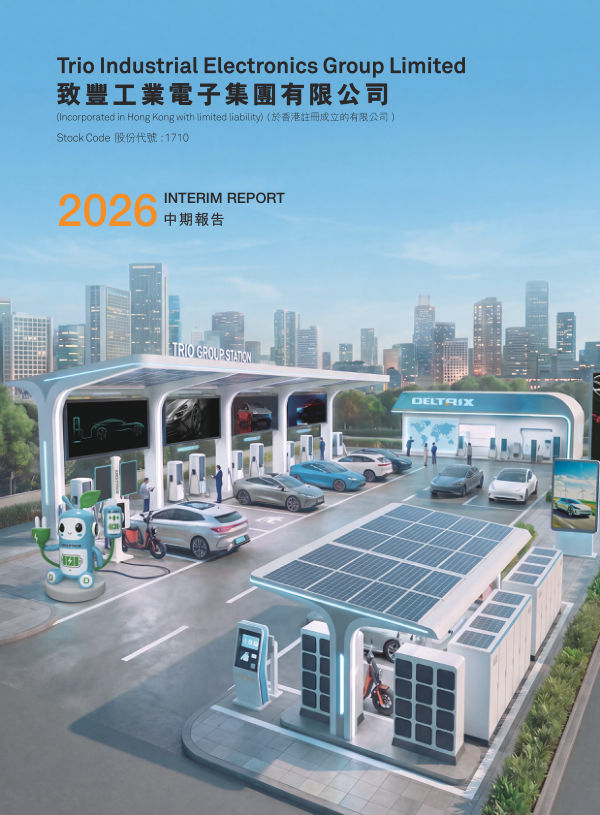 Trio Industrial Electronics Group Limited
致豐工業電子集團有限公司
(Incorporated in Hong Kong with limited liability) (於香港註冊成立的有限公司)
Stock Code 股份代號 : 1710
2026 INTERIM REPORT
中期報告
TRIO GROUP STATION
DELTRIX